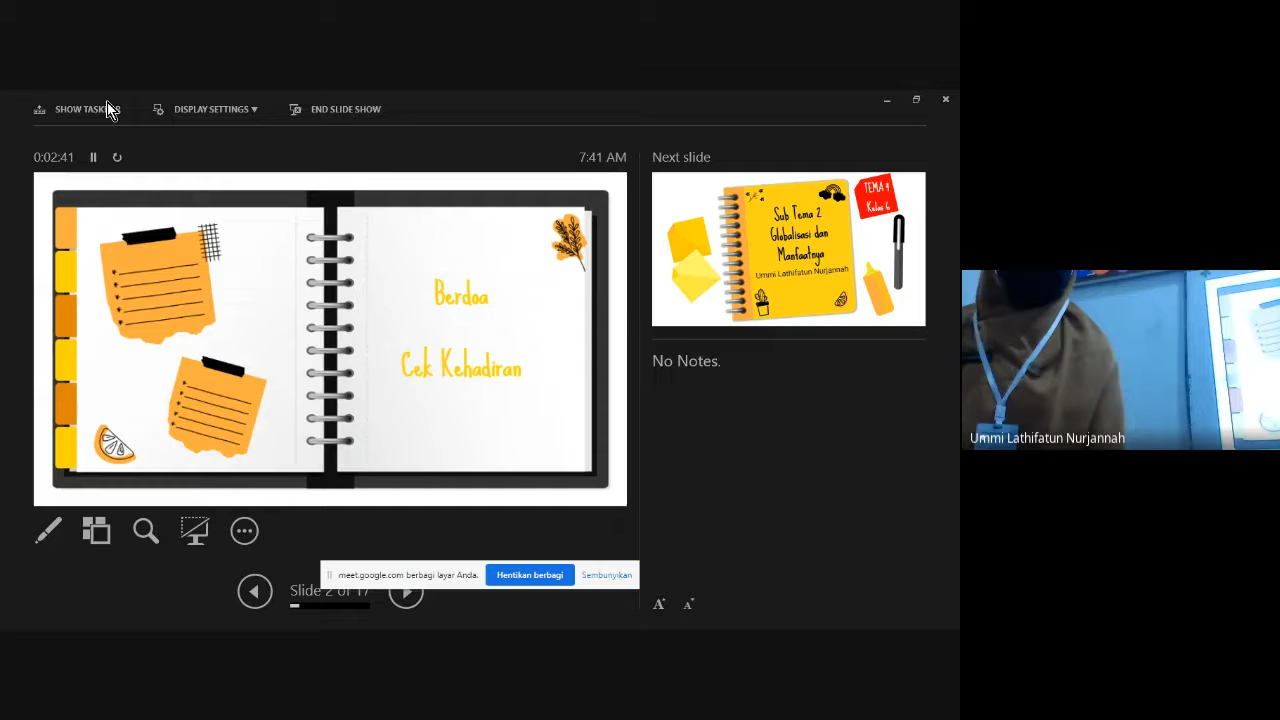 SHOW TASKBAR
DISPLAY SETTINGS
END SLIDE SHOW
0:02:41
7:41 AM
Next slide
Berdoa
Cek Kehadiran
TEMA 4
Kelas 6
Sub Tema 2
Globalisasi dan
Manfaatnya
Ummi Lathifatun Nurjannah
No Notes.
Ummi Lathifatun Nurjannah
meet.google.com berbagi layar Anda.
Hentikan berbagi
Sembunyikan
Slide 2 of 17
A
A